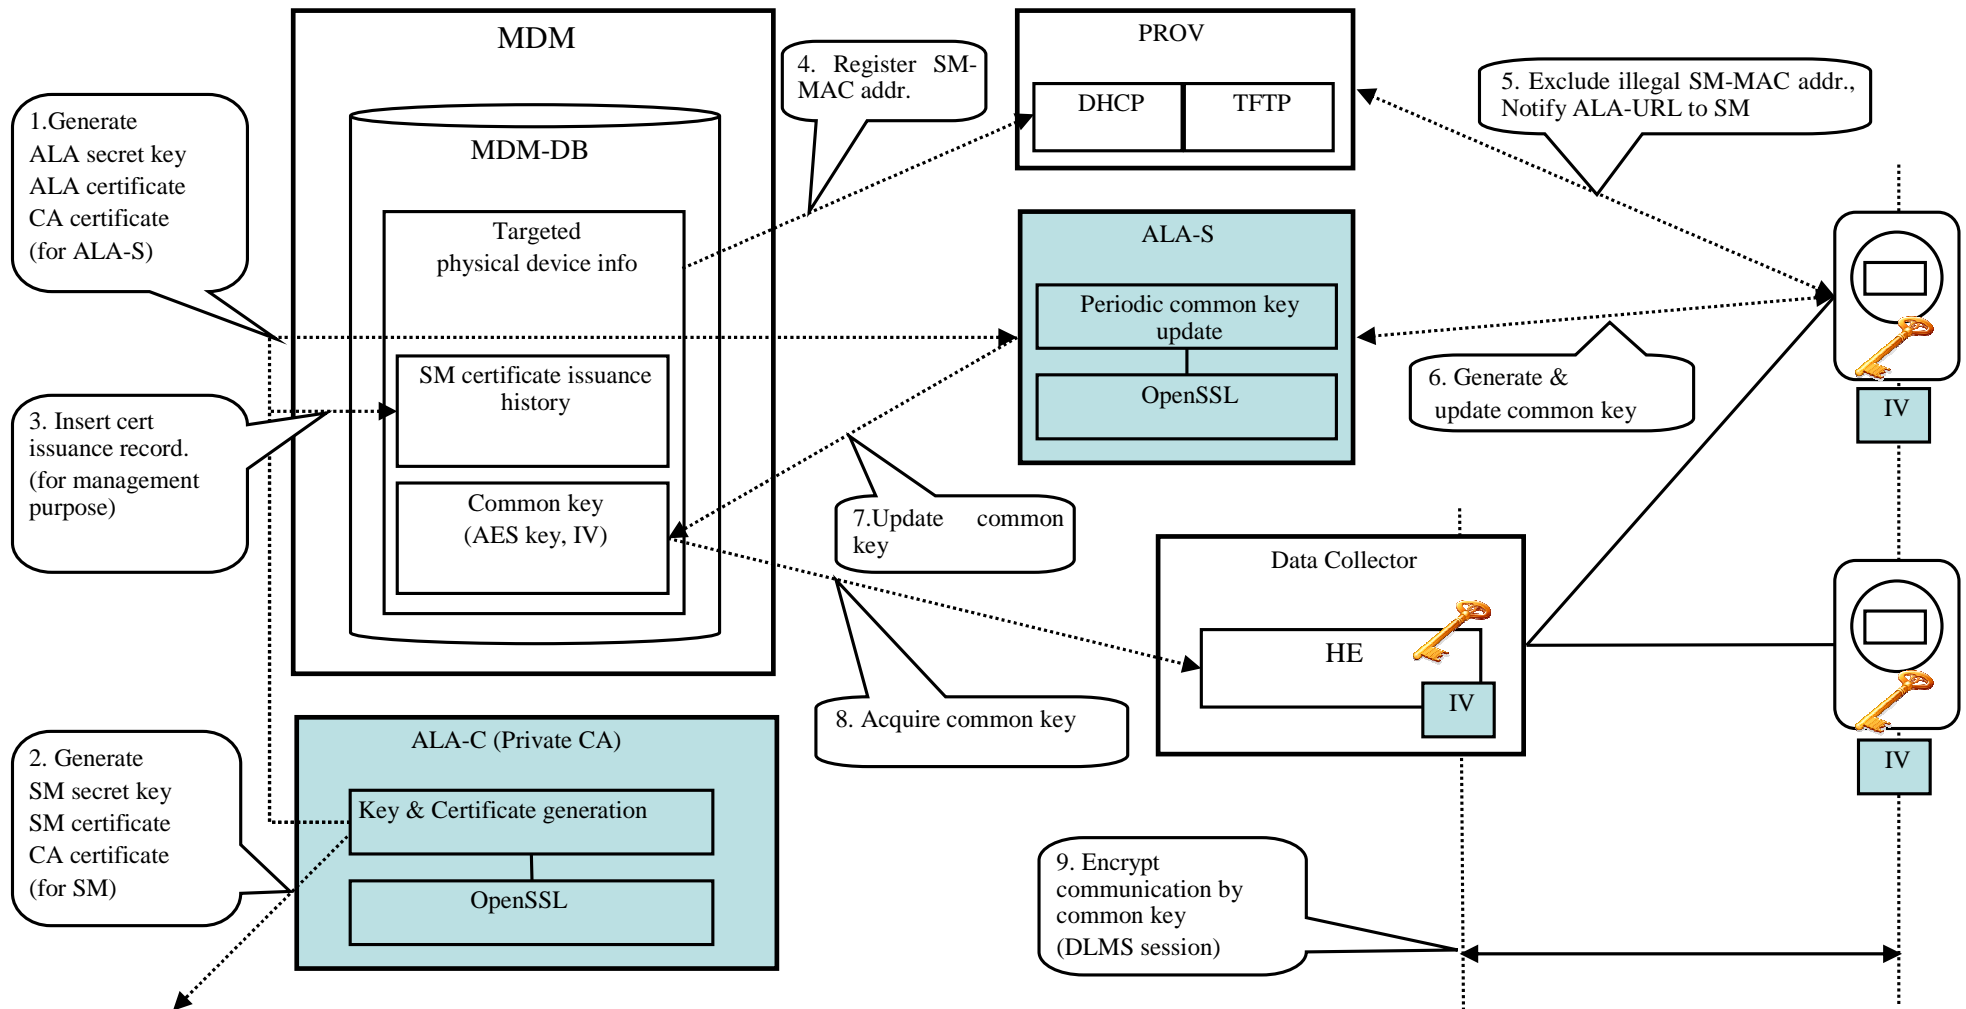 MDM
MDM-DB
Targeted
physical device info
SM certificate issuance
history
Common key
(AES key, IV)
1.Generate
ALA secret key
ALA certificate
CA certificate
(for ALA-S)
3. Insert cert
issuance record.
(for management
purpose)
2. Generate
SM secret key
SM certificate
CA certificate
(for SM)
ALA-C (Private CA)
Key & Certificate generation
OpenSSL
4. Register SM-
MAC addr.
PROV
DHCP
TFTP
5. Exclude illegal SM-MAC addr.,
Notify ALA-URL to SM
ALA-S
Periodic common key
update
OpenSSL
6. Generate &
update common key
IV
7.Update common
key
8. Acquire common key
Data Collector
HE
IV
IV
9. Encrypt
communication by
common key
(DLMS session)